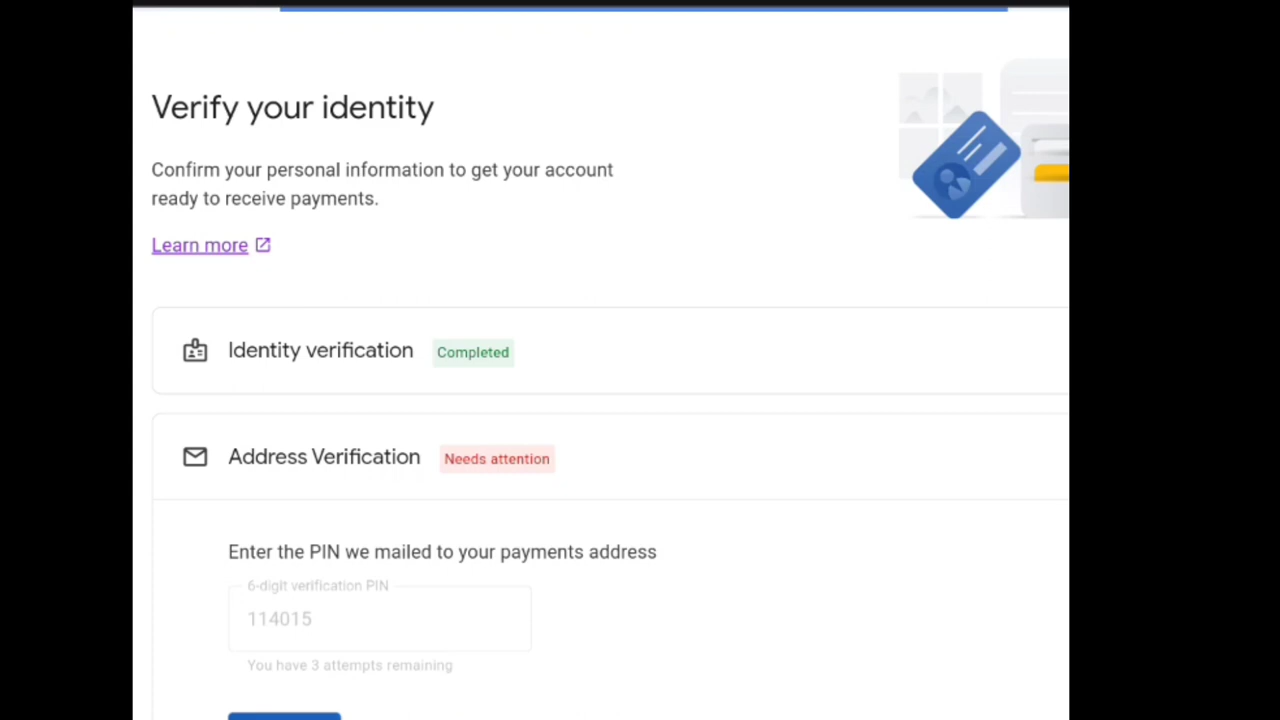 Verify your identity
Confirm your personal information to get your account
ready to receive payments.
Learn more
Identity verification Completed
Address Verification Needs attention
Enter the PIN we mailed to your payments address
6-digit verification PIN
114015
You have 3 attempts remaining